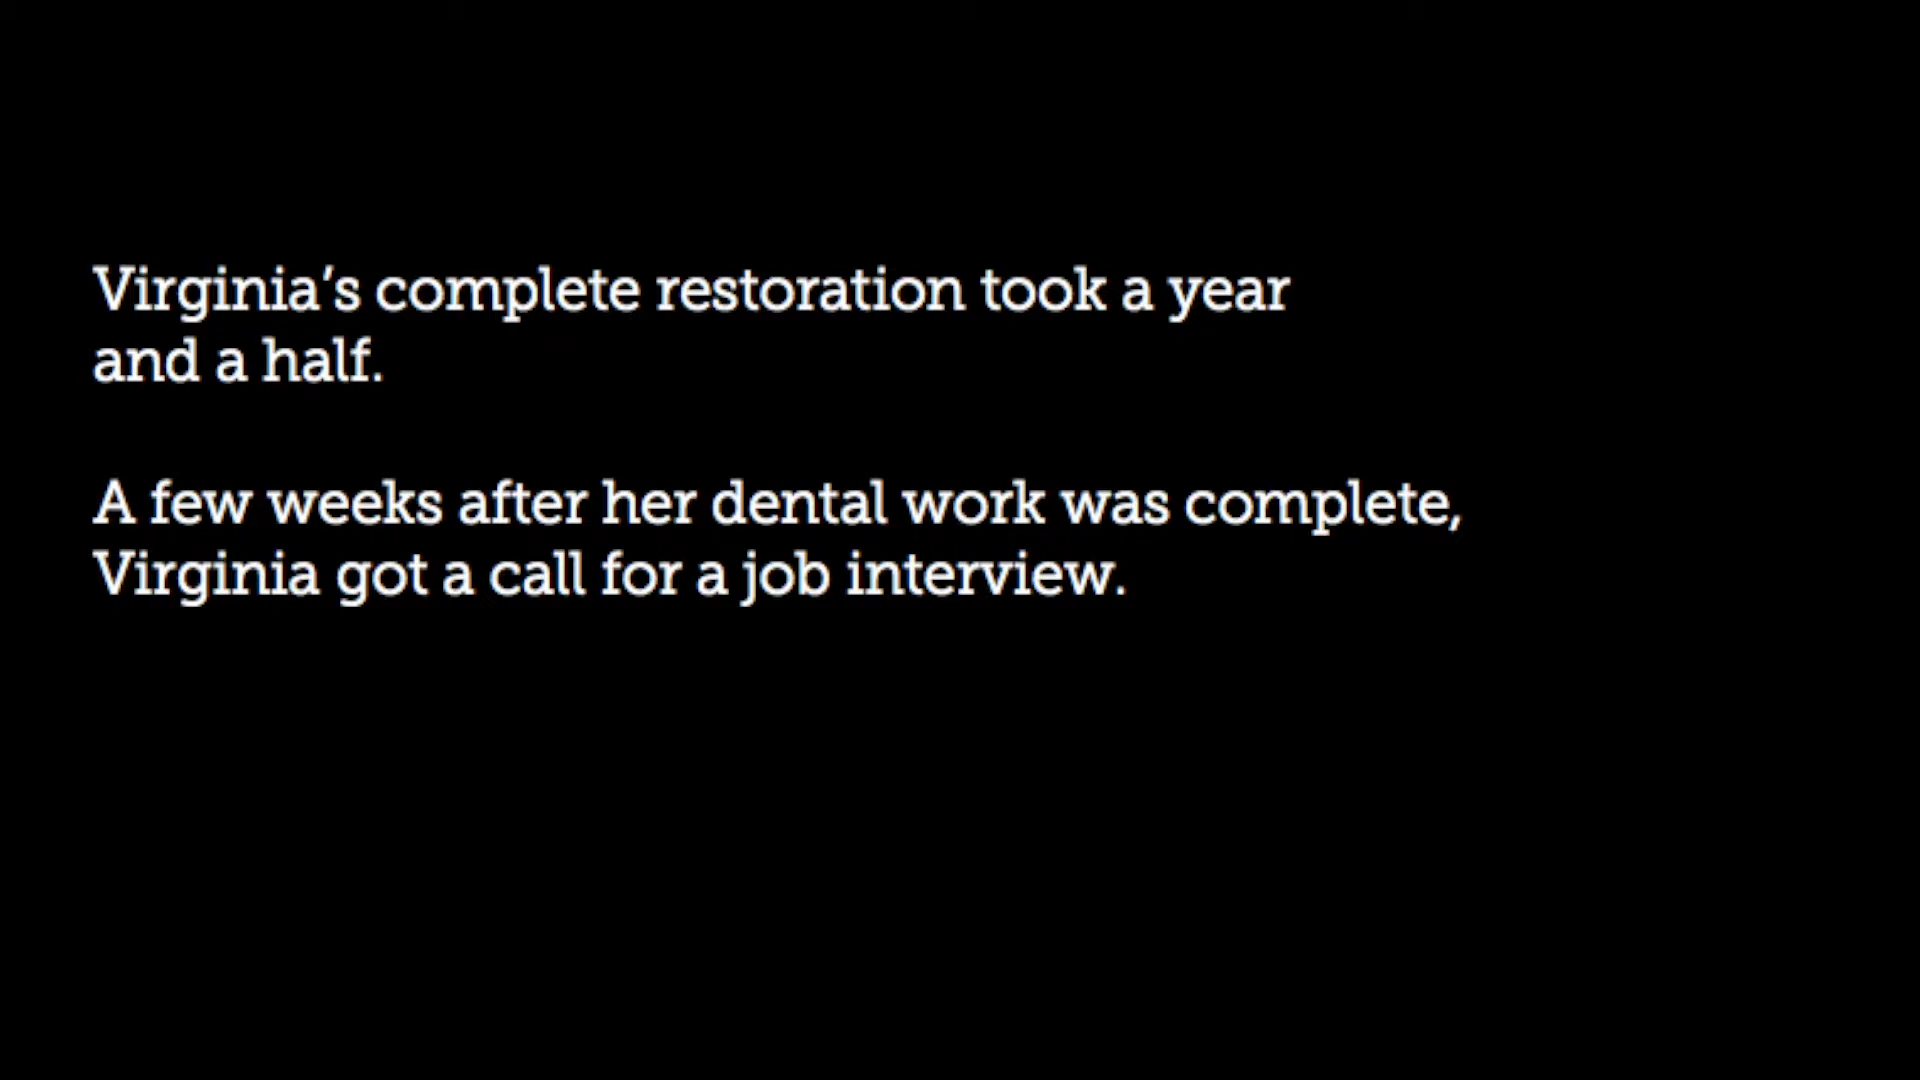 Virginia’s complete restoration took a year
and a half.
A few weeks after her dental work was complete,
Virginia got a call for a job interview.